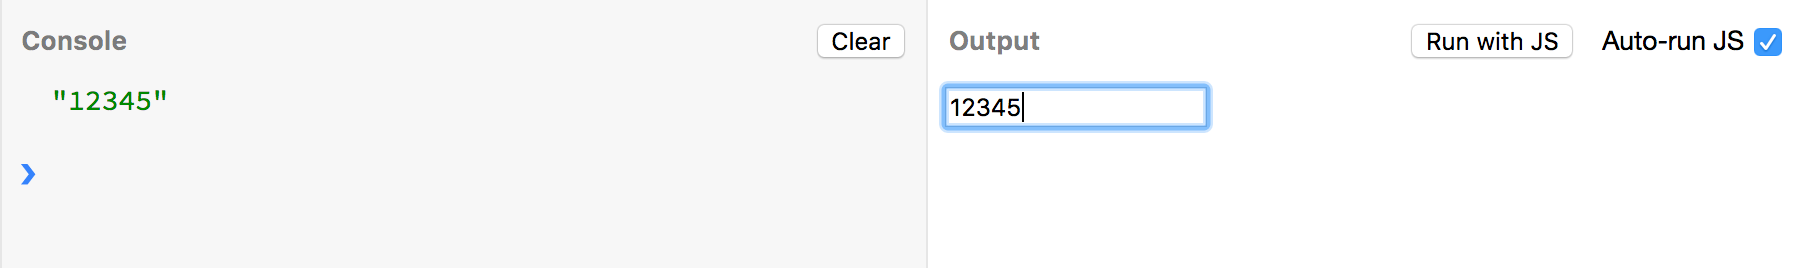 Console Clear Output Run with JS Auto-run JS
"12345" 12345